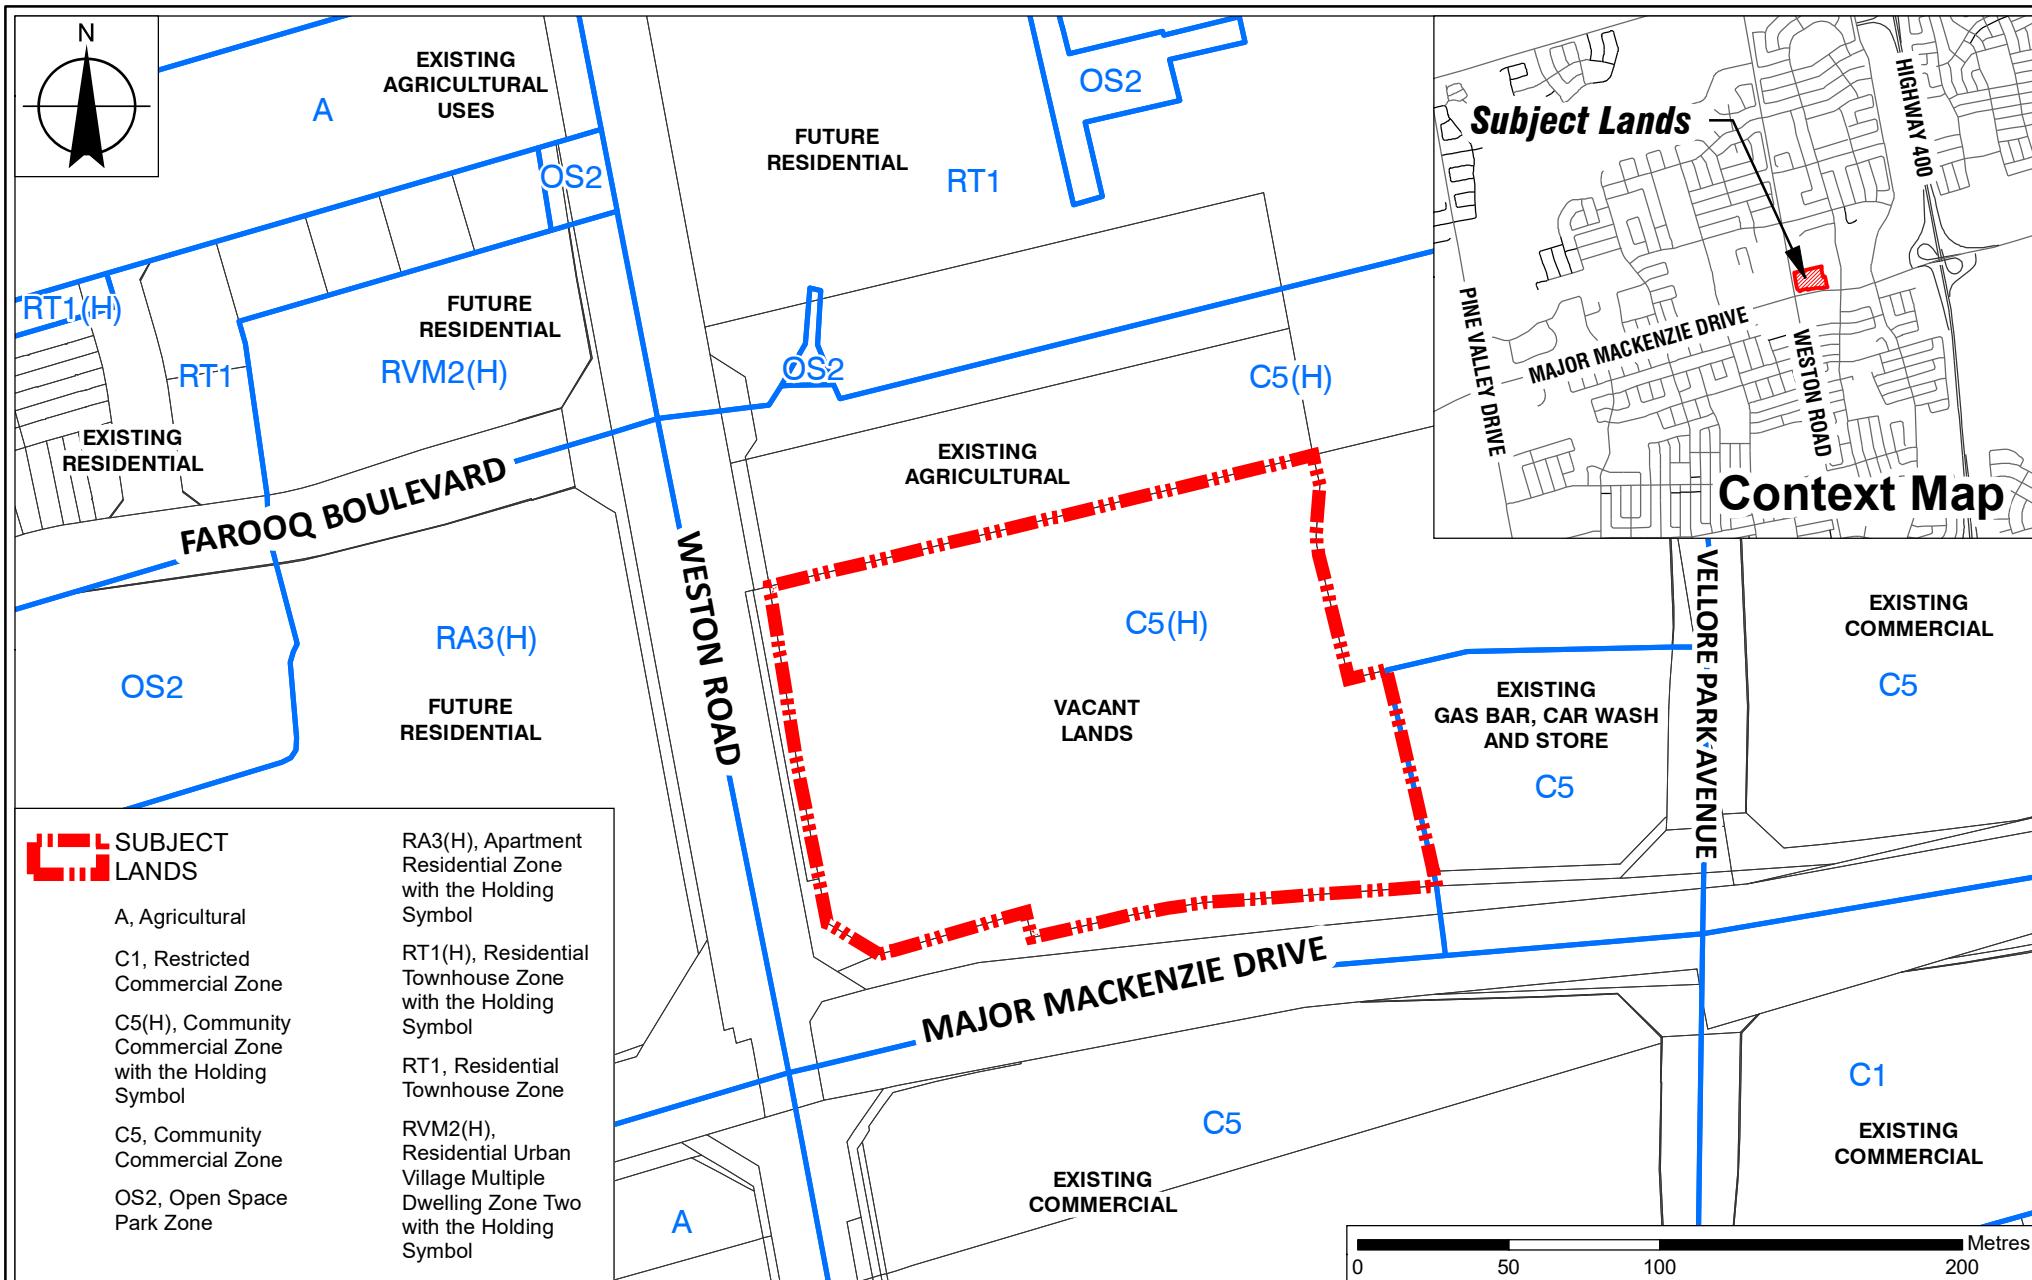 N
EXISTING
AGRICULTURAL
USES
A
OS2
FUTURE
RESIDENTIAL
RT1
OS2
RT1(H)
RT1
FUTURE
RESIDENTIAL
RVM2(H)
OS2
C5(H)
EXISTING
RESIDENTIAL
FAROOQ BOULEVARD
EXISTING
AGRICULTURAL
WESTON ROAD
RA3(H)
FUTURE
RESIDENTIAL
OS2
C5(H)
VACANT
LANDS
EXISTING
GAS BAR, CAR WASH
AND STORE
C5
VELLORE PARK AVENUE
EXISTING
COMMERCIAL
C5
MAJOR MACKENZIE DRIVE
C5
EXISTING
COMMERCIAL
C1
EXISTING
COMMERCIAL
A
Subject Lands
HIGHWAY 400
PINE VALLEY DRIVE
MAJOR MACKENZIE DRIVE
WESTON ROAD
Context Map
SUBJECT
LANDS
A, Agricultural
C1, Restricted
Commercial Zone
C5(H), Community
Commercial Zone
with the Holding
Symbol
C5, Community
Commercial Zone
OS2, Open Space
Park Zone
RA3(H), Apartment
Residential Zone
with the Holding
Symbol
RT1(H), Residential
Townhouse Zone
with the Holding
Symbol
RT1, Residential
Townhouse Zone
RVM2(H),
Residential Urban
Village Multiple
Dwelling Zone Two
with the Holding
Symbol
Metres
0 50 100 200